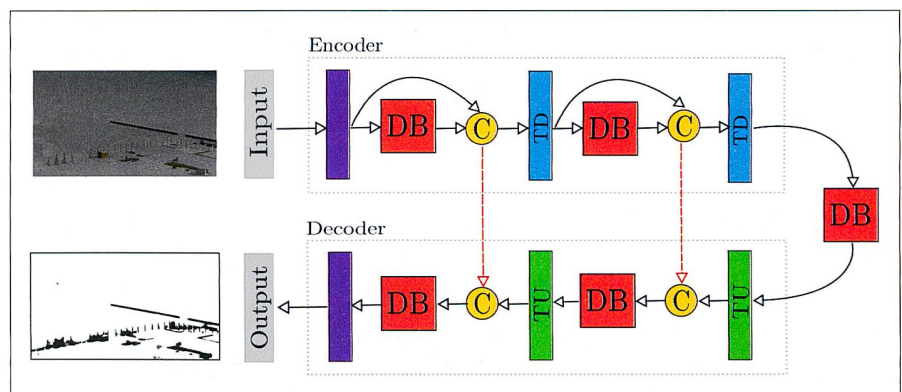 Encoder
Input
DB
C
TD
DB
C
TD
DB
Decoder
Output
DB
C
TU
DB
C
TU